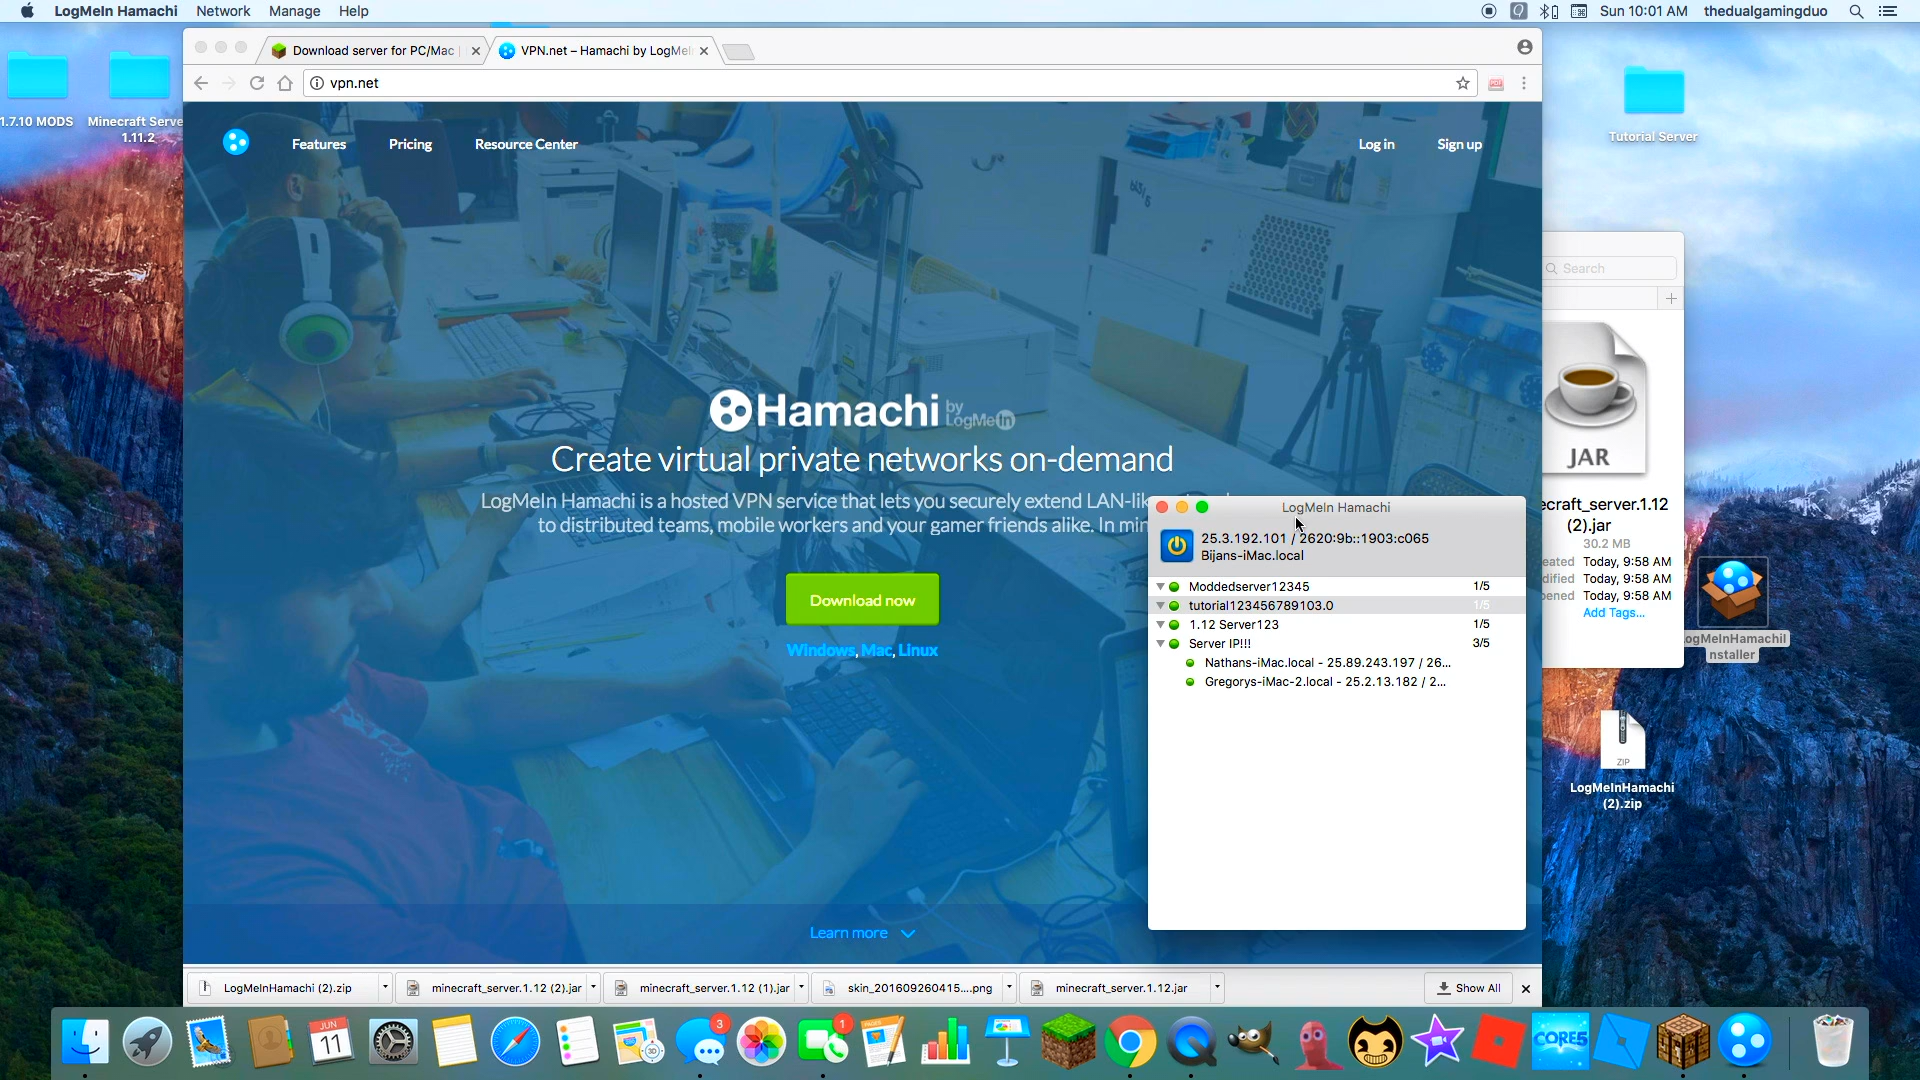 LogMeIn Hamachi Network Manage Help
Sun 10:01 AM thedualgamingduo
Download server for PC/Mac
VPN.net – Hamachi by LogMeI
vpn.net
1.7.10 MODS
Minecraft Serve
1.11.2
Tutorial Server
Features Pricing Resource Center
Log in Sign up
Search
Hamachi by LogMeIn
Create virtual private networks on-demand
LogMeIn Hamachi is a hosted VPN service that lets you securely extend LAN-lik
to distributed teams, mobile workers and your gamer friends alike. In min
Download now
Windows, Mac, Linux
Learn more
LogMeIn Hamachi
25.3.192.101 / 2620:9b::1903:c065
Bijans-iMac.local
Moddedserver12345 1/5
tutorial123456789103.0 1/5
1.12 Server123 1/5
Server IP!!! 3/5
Nathans-iMac.local - 25.89.243.197 / 26...
Gregorys-iMac-2.local - 25.2.13.182 / 2...
JAR
ecraft_server.1.12
(2).jar
30.2 MB
eated Today, 9:58 AM
dified Today, 9:58 AM
pened Today, 9:58 AM
Add Tags...
ogMeInHamachiI
nstaller
ZIP
LogMeInHamachi
(2).zip
LogMeInHamachi (2).zip
minecraft_server.1.12 (2).jar
minecraft_server.1.12 (1).jar
skin_201609260415....png
minecraft_server.1.12.jar
Show All
JUN
11
3
1
PAGES
3D
CORE5